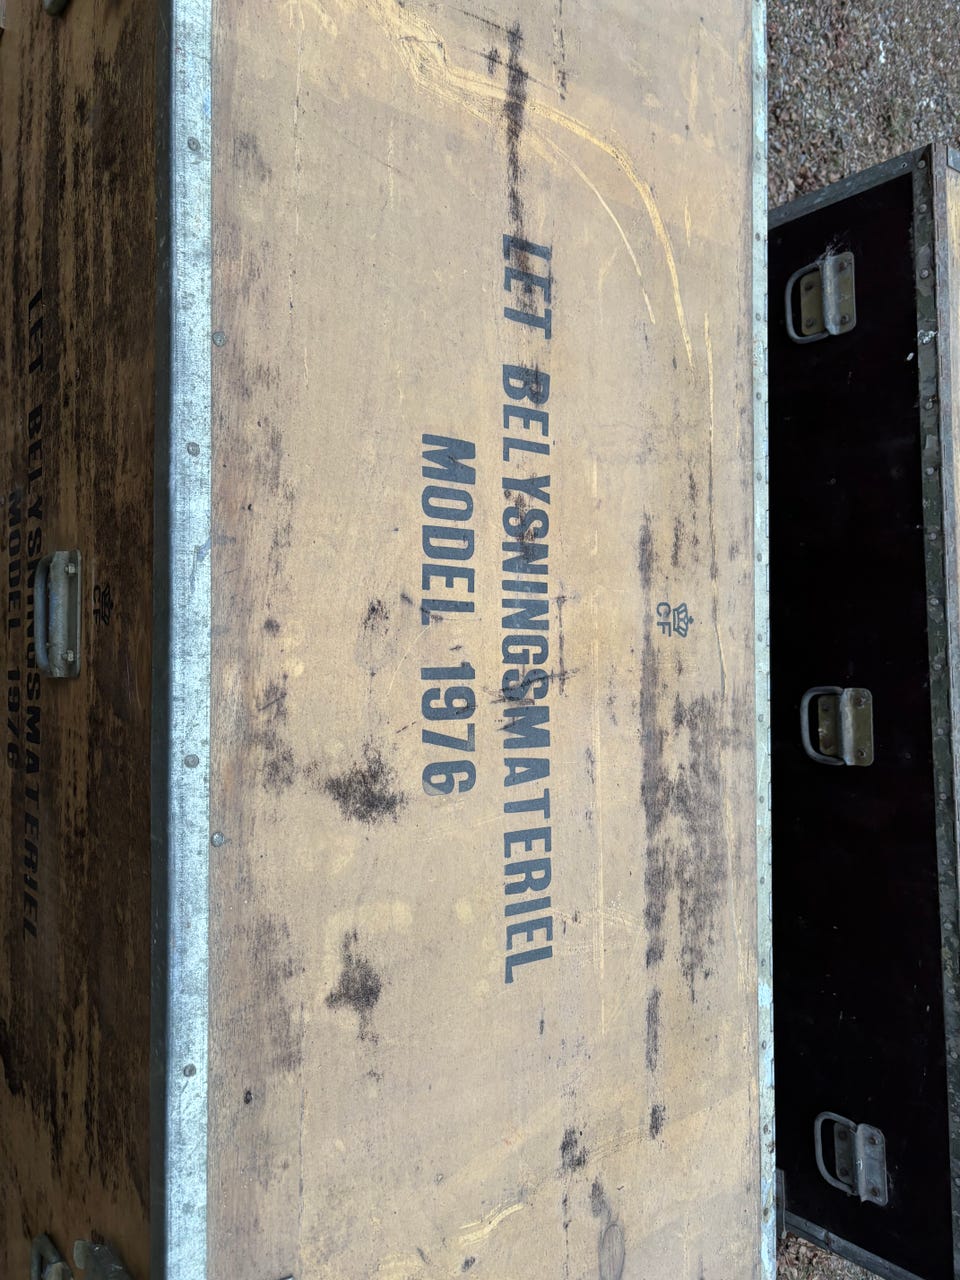 CF
LET BELYSNINGSMATERIEL
MODEL 1976
CF
LET BELYSNINGSMATERIEL
MODEL 1976